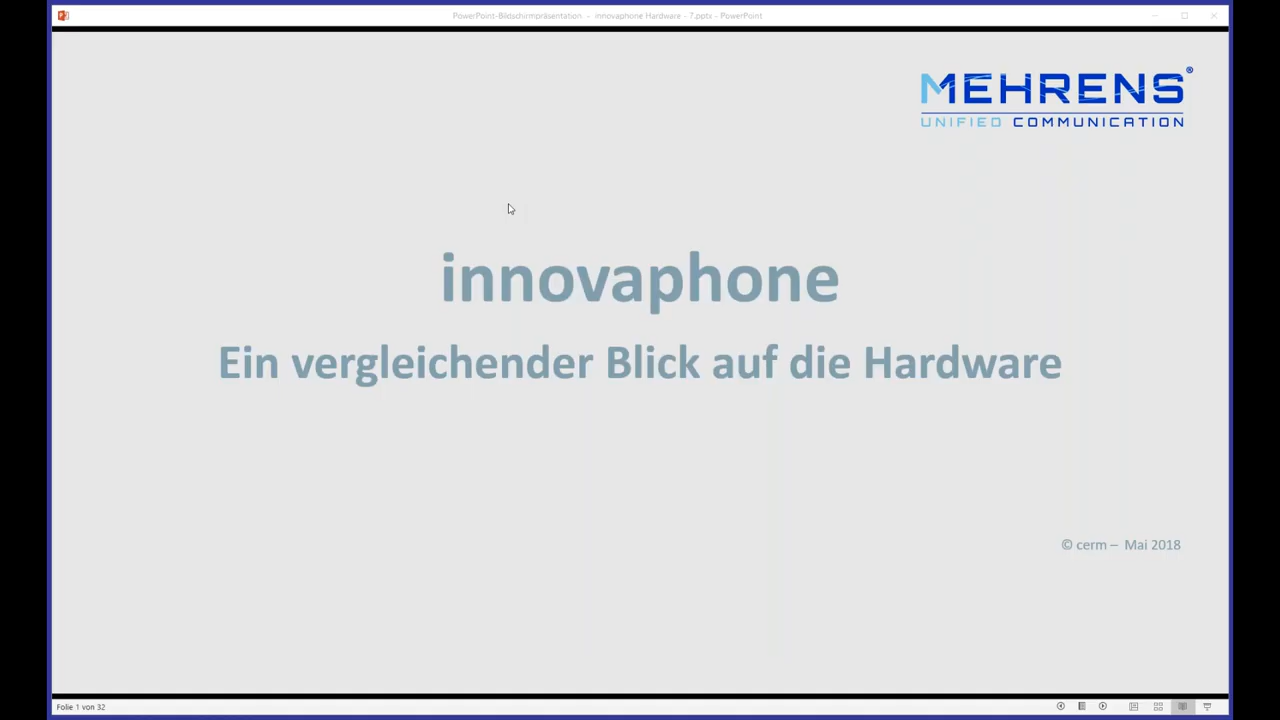 PowerPoint-Bildschirmpräsentation - innovaphone Hardware - 7.pptx - PowerPoint
MEHRENS®
UNIFIED COMMUNICATION
innovaphone
Ein vergleichender Blick auf die Hardware
© cerm – Mai 2018
Folie 1 von 32